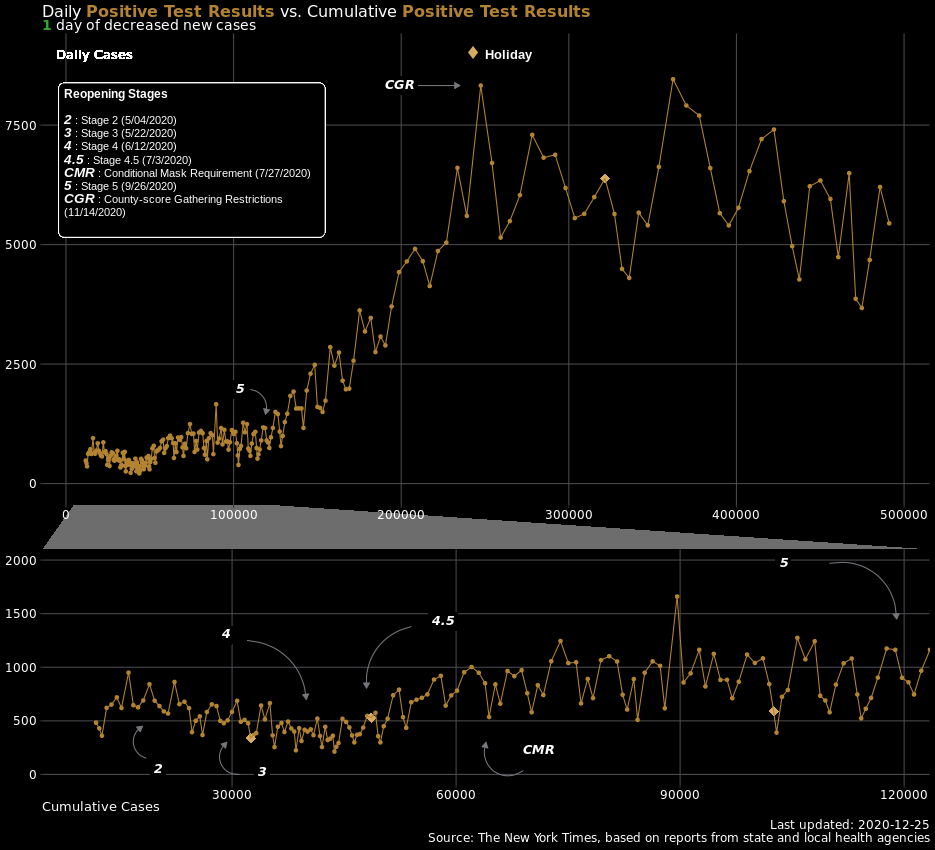 Daily Positive Test Results vs. Cumulative Positive Test Results
1 day of decreased new cases
Daily Cases
Holiday
CGR
Reopening Stages
2 : Stage 2 (5/04/2020)
3 : Stage 3 (5/22/2020)
4 : Stage 4 (6/12/2020)
4.5 : Stage 4.5 (7/3/2020)
CMR : Conditional Mask Requirement (7/27/2020)
5 : Stage 5 (9/26/2020)
CGR : County-score Gathering Restrictions
(11/14/2020)
7500
5000
2500
5
0
0 100000 200000 300000 400000 500000
2000
5
1500
4.5
4
1000
500
CMR
2
3
0
30000 60000 90000 120000
Cumulative Cases
Last updated: 2020-12-25
Source: The New York Times, based on reports from state and local health agencies